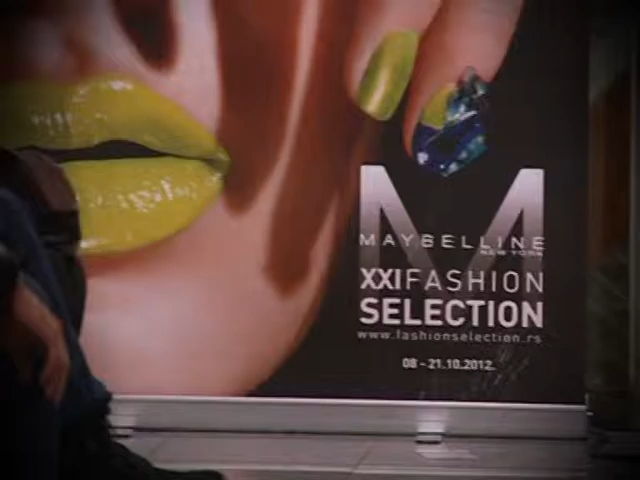 M
MAYBELLINE
NEW YORK
XXI FASHION
SELECTION
www.fashionselection.rs
08 - 21.10.2012.